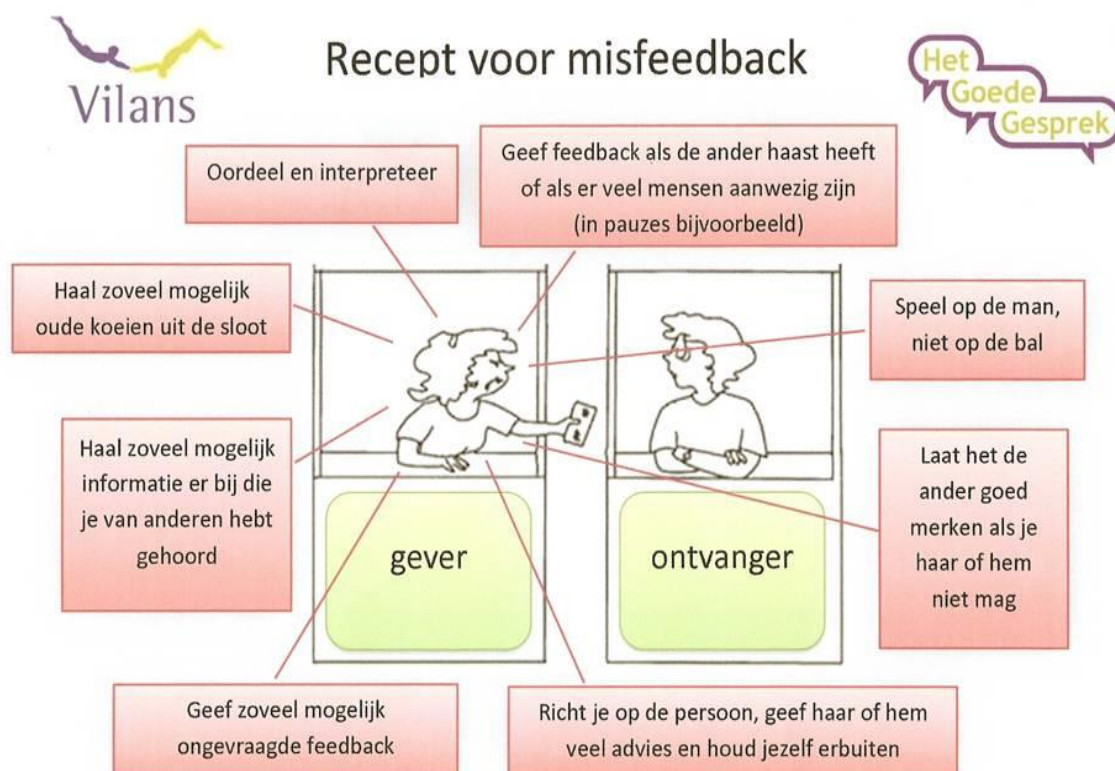 Vilans
Recept voor misfeedback
Het
Goede
Gesprek
Oordeel en interpreteer
Geef feedback als de ander haast heeft
of als er veel mensen aanwezig zijn
(in pauzes bijvoorbeeld)
Haal zoveel mogelijk
oude koeien uit de sloot
Speel op de man,
niet op de bal
Haal zoveel mogelijk
informatie er bij die
je van anderen hebt
gehoord
Laat het de
ander goed
merken als je
haar of hem
niet mag
gever
ontvanger
Geef zoveel mogelijk
ongevraagde feedback
Richt je op de persoon, geef haar of hem
veel advies en houd jezelf erbuiten